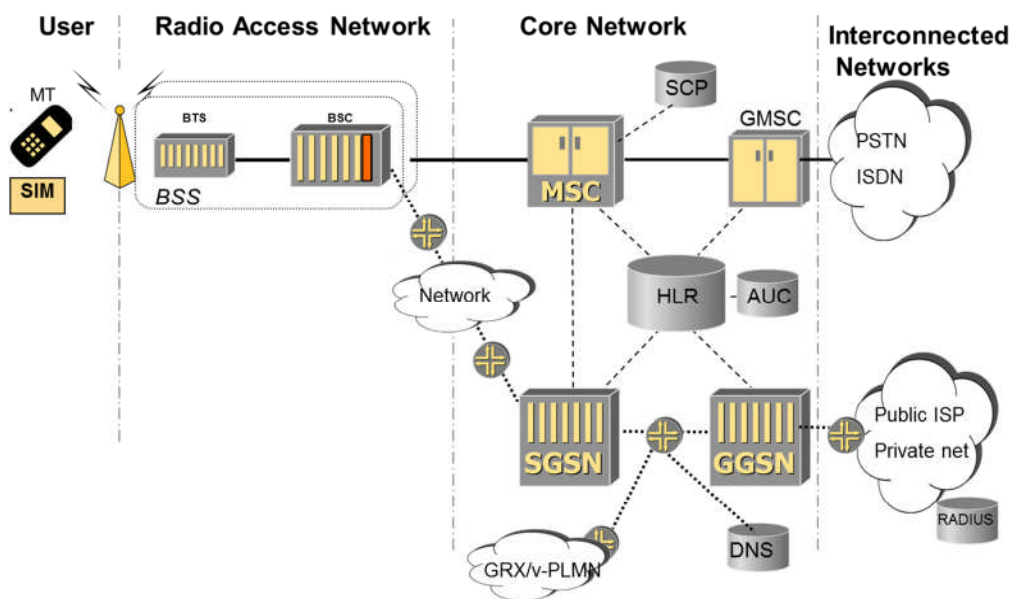 User
Radio Access Network
Core Network
Interconnected
Networks
MT
SIM
BTS
BSC
BSS
SCP
MSC
GMSC
PSTN
ISDN
Network
HLR
AUC
SGSN
GGSN
Public ISP
Private net
RADIUS
GRX/v-PLMN
DNS